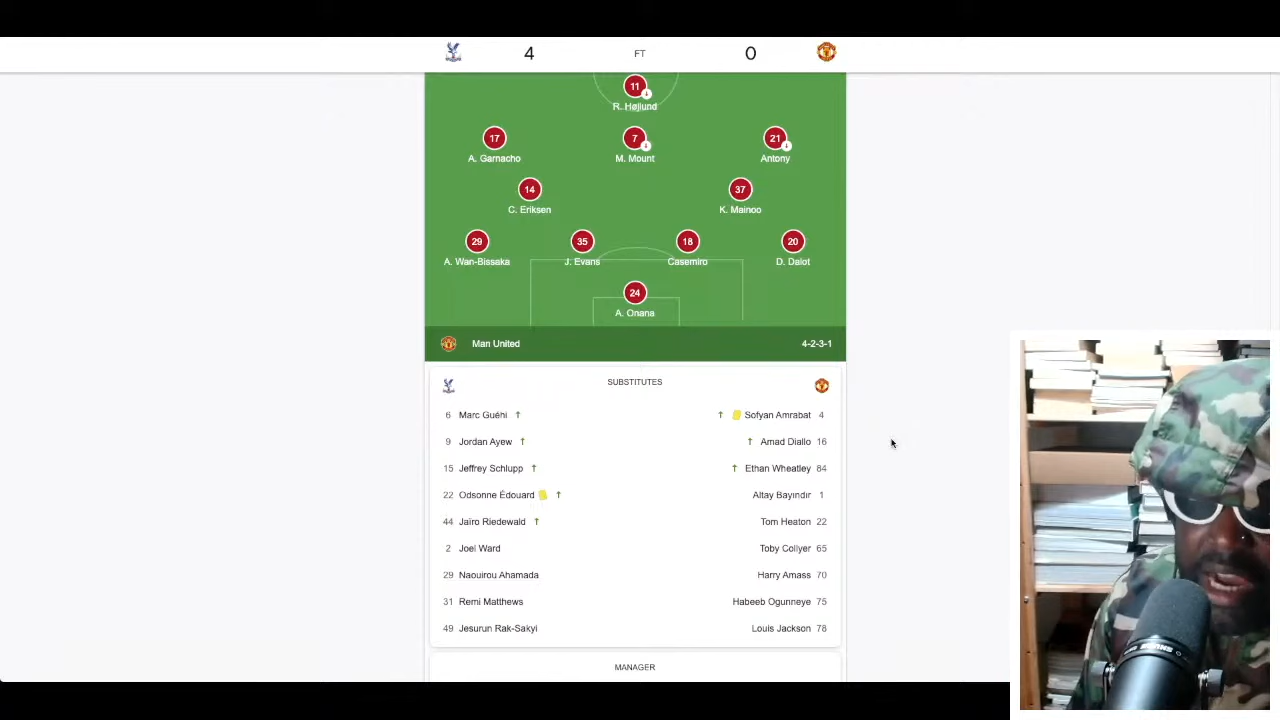 4 FT 0
11
R. Højlund
17 7 21
A. Garnacho M. Mount Antony
14 37
C. Eriksen K. Mainoo
29 35 18 20
A. Wan-Bissaka J. Evans Casemiro D. Dalot
24
A. Onana
Man United 4-2-3-1
SUBSTITUTES
6 Marc Guéhi Sofyan Amrabat 4
9 Jordan Ayew Amad Diallo 16
15 Jeffrey Schlupp Ethan Wheatley 84
22 Odsonne Édouard Altay Bayındır 1
44 Jaïro Riedewald Tom Heaton 22
2 Joel Ward Toby Collyer 65
29 Naouirou Ahamada Harry Amass 70
31 Remi Matthews Habeeb Ogunneye 75
49 Jesurun Rak-Sakyi Louis Jackson 78
MANAGER
SHURE